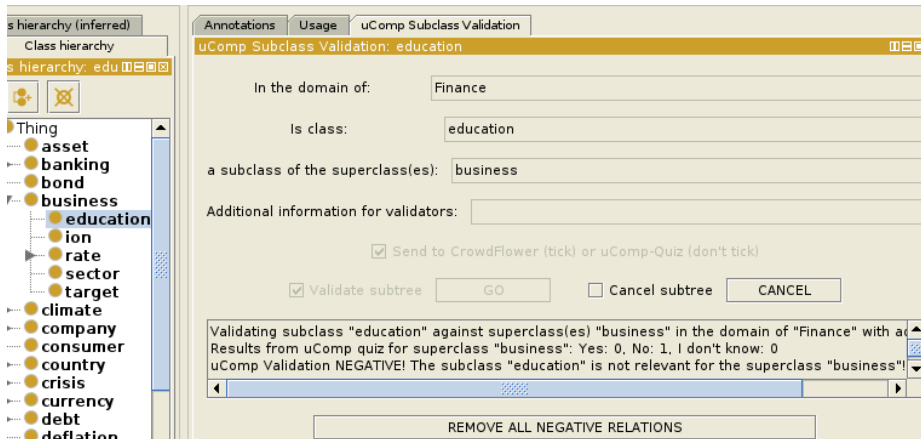 s hierarchy (inferred)
Class hierarchy
s hierarchy: edu
Thing
asset
banking
bond
business
education
ion
rate
sector
target
climate
company
consumer
country
crisis
currency
debt
deflation
Annotations Usage uComp Subclass Validation
uComp Subclass Validation: education
In the domain of: Finance
Is class: education
a subclass of the superclass(es): business
Additional information for validators:
Send to CrowdFlower (tick) or uComp-Quiz (don't tick)
Validate subtree GO Cancel subtree CANCEL
Validating subclass "education" against superclass(es) "business" in the domain of "Finance" with ad
Results from uComp quiz for superclass "business": Yes: 0, No: 1, I don't know: 0
uComp Validation NEGATIVE! The subclass "education" is not relevant for the superclass "business"!
REMOVE ALL NEGATIVE RELATIONS